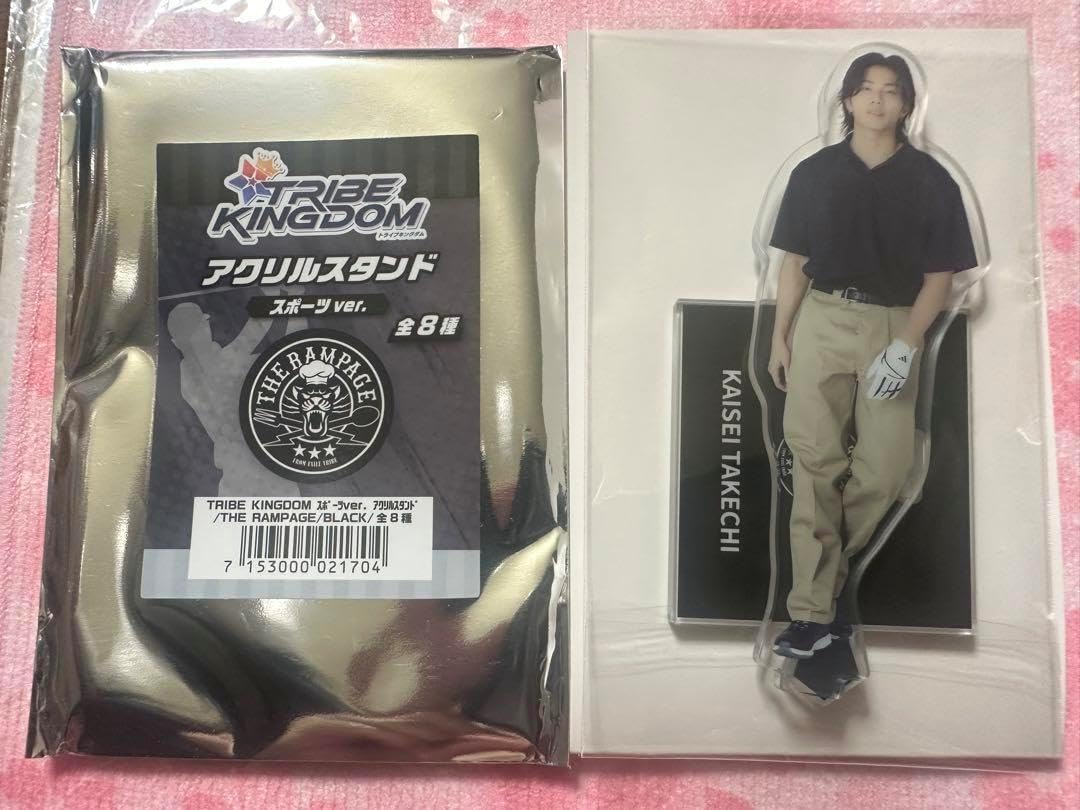 TRIBE
KINGDOM
トライブキングダム
アクリルスタンド
スポーツver.
全8種
THE RAMPAGE
FROM EXILE TRIBE
TRIBE KINGDOM ｽﾎﾟｰﾂver. ｱｸﾘﾙｽﾀﾝﾄﾞ
/THE RAMPAGE/BLACK/全8種
7 153000 021704
KAISEI TAKECHI